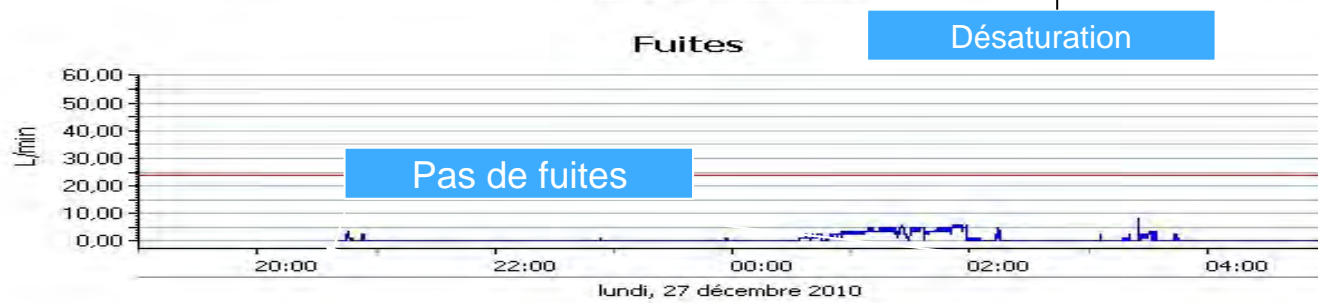 Désaturation
Fuites
60,00
50,00
40,00
30,00
20,00
10,00
0,00
L/min
Pas de fuites
20:00 22:00 00:00 02:00 04:00
lundi, 27 décembre 2010